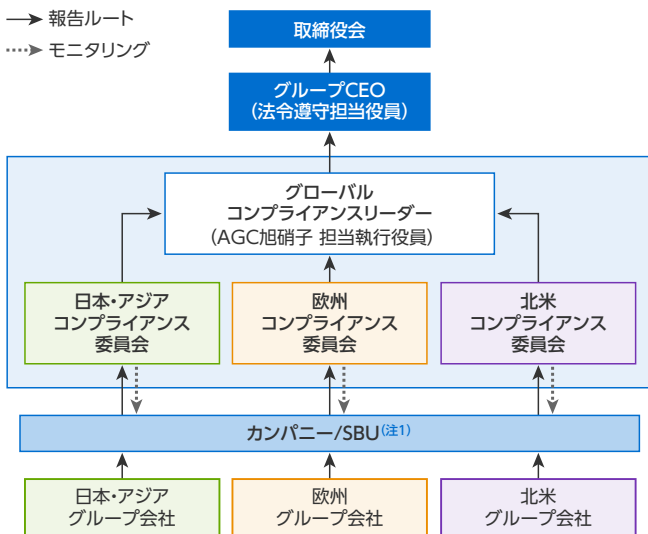 報告ルート
モニタリング
取締役会
グループCEO
(法令遵守担当役員)
グローバル
コンプライアンスリーダー
(AGC旭硝子 担当執行役員)
日本・アジア
コンプライアンス
委員会
欧州
コンプライアンス
委員会
北米
コンプライアンス
委員会
カンパニー/SBU(注1)
日本・アジア
グループ会社
欧州
グループ会社
北米
グループ会社